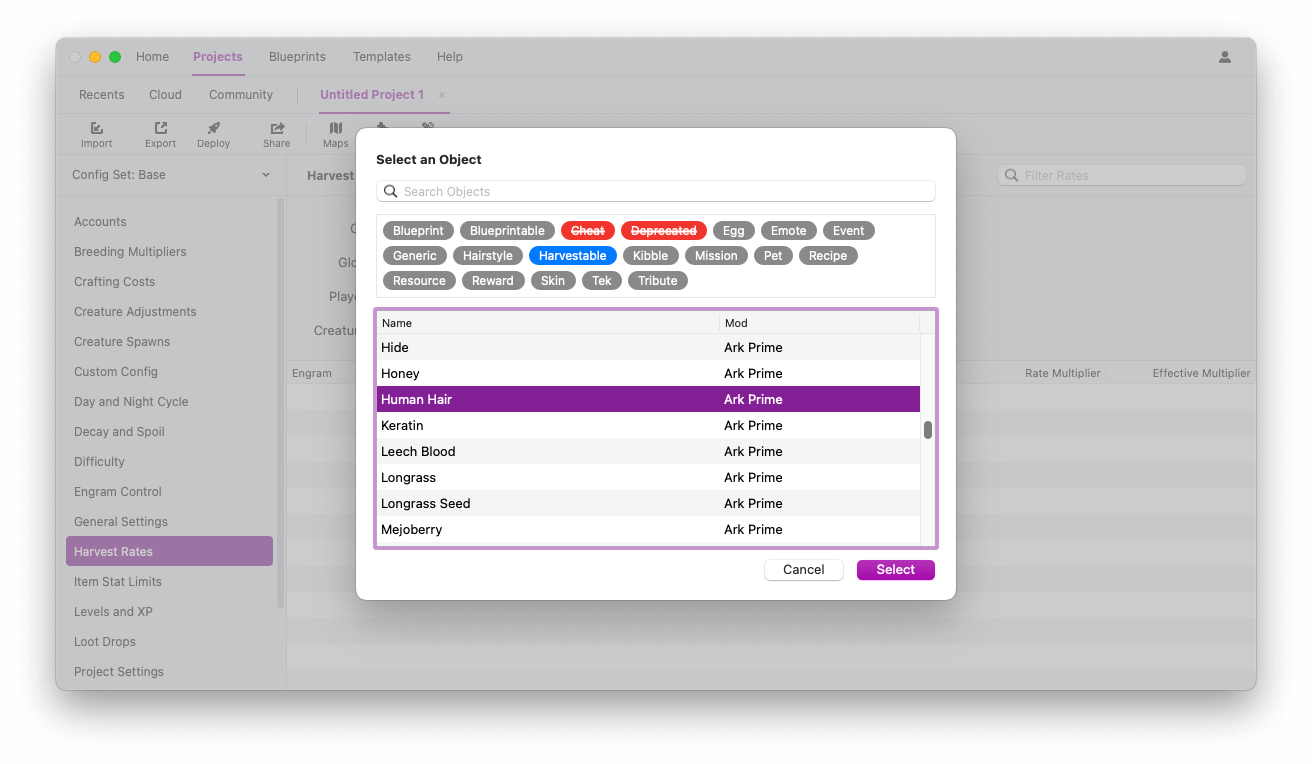 Home Projects Blueprints Templates Help
Recents Cloud Community Untitled Project 1 ×
Import Export Deploy Share Maps
Config Set: Base
Harvest
Filter Rates
Accounts
Breeding Multipliers
Crafting Costs
Creature Adjustments
Creature Spawns
Custom Config
Day and Night Cycle
Decay and Spoil
Difficulty
Engram Control
General Settings
Harvest Rates
Item Stat Limits
Levels and XP
Loot Drops
Project Settings
Engram Rate Multiplier Effective Multiplier
Select an Object
Search Objects
Blueprint Blueprintable Cheat Deprecated Egg Emote Event
Generic Hairstyle Harvestable Kibble Mission Pet Recipe
Resource Reward Skin Tek Tribute
Name Mod
Hide Ark Prime
Honey Ark Prime
Human Hair Ark Prime
Keratin Ark Prime
Leech Blood Ark Prime
Longrass Ark Prime
Longrass Seed Ark Prime
Mejoberry Ark Prime
Cancel Select